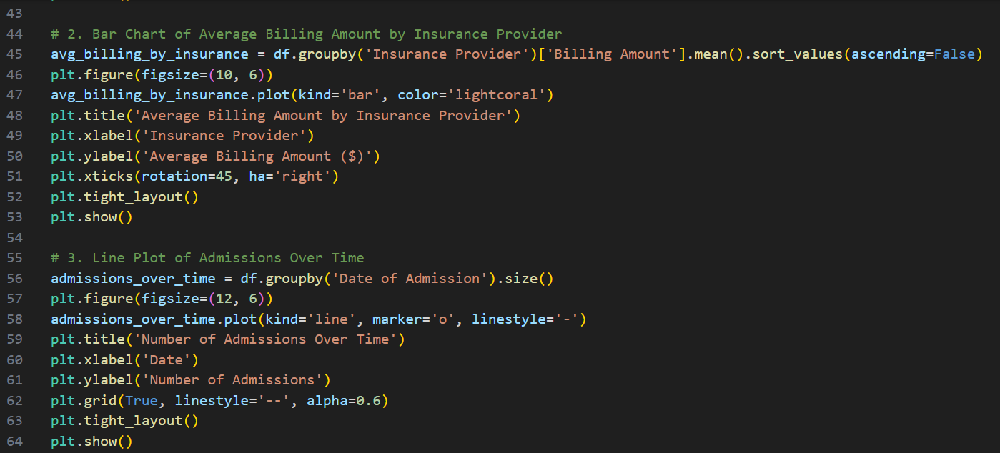 43
44 # 2. Bar Chart of Average Billing Amount by Insurance Provider
45 avg_billing_by_insurance = df.groupby('Insurance Provider')['Billing Amount'].mean().sort_values(ascending=False)
46 plt.figure(figsize=(10, 6))
47 avg_billing_by_insurance.plot(kind='bar', color='lightcoral')
48 plt.title('Average Billing Amount by Insurance Provider')
49 plt.xlabel('Insurance Provider')
50 plt.ylabel('Average Billing Amount ($)')
51 plt.xticks(rotation=45, ha='right')
52 plt.tight_layout()
53 plt.show()
54
55 # 3. Line Plot of Admissions Over Time
56 admissions_over_time = df.groupby('Date of Admission').size()
57 plt.figure(figsize=(12, 6))
58 admissions_over_time.plot(kind='line', marker='o', linestyle='-')
59 plt.title('Number of Admissions Over Time')
60 plt.xlabel('Date')
61 plt.ylabel('Number of Admissions')
62 plt.grid(True, linestyle='--', alpha=0.6)
63 plt.tight_layout()
64 plt.show()